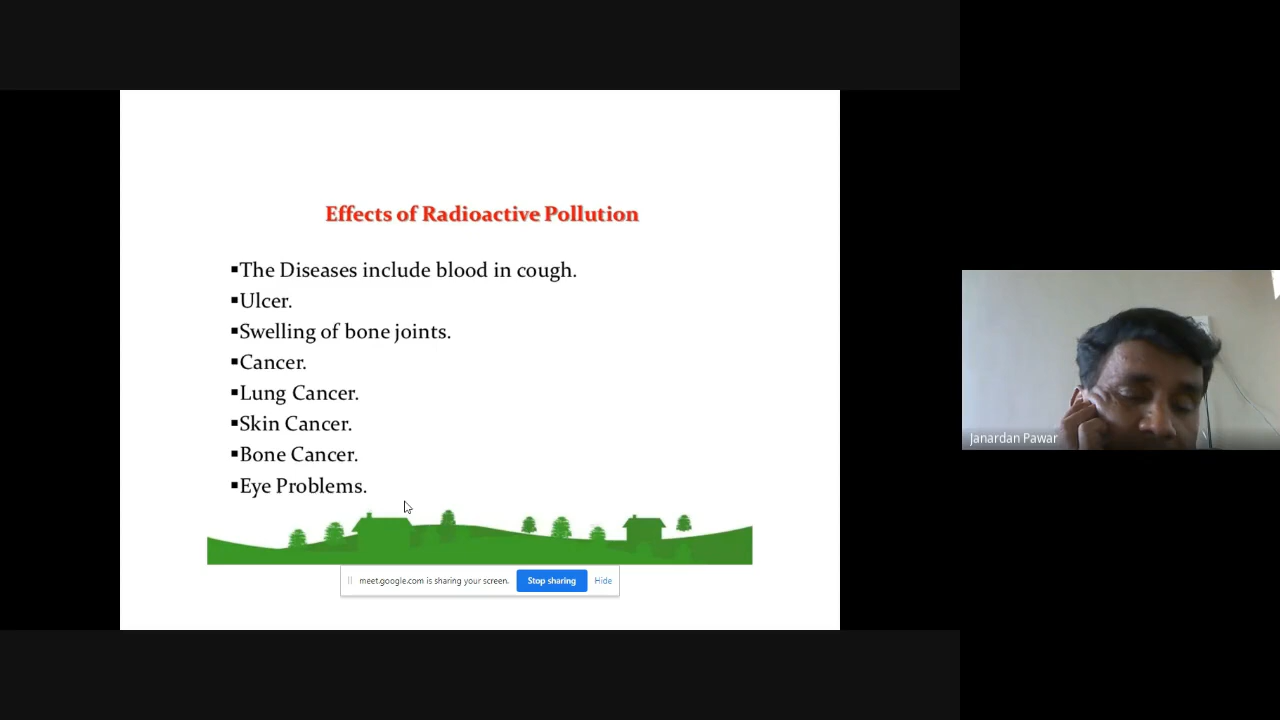 Effects of Radioactive Pollution
▪The Diseases include blood in cough.
▪Ulcer.
▪Swelling of bone joints.
▪Cancer.
▪Lung Cancer.
▪Skin Cancer.
▪Bone Cancer.
▪Eye Problems.
meet.google.com is sharing your screen. Stop sharing Hide
Janardan Pawar